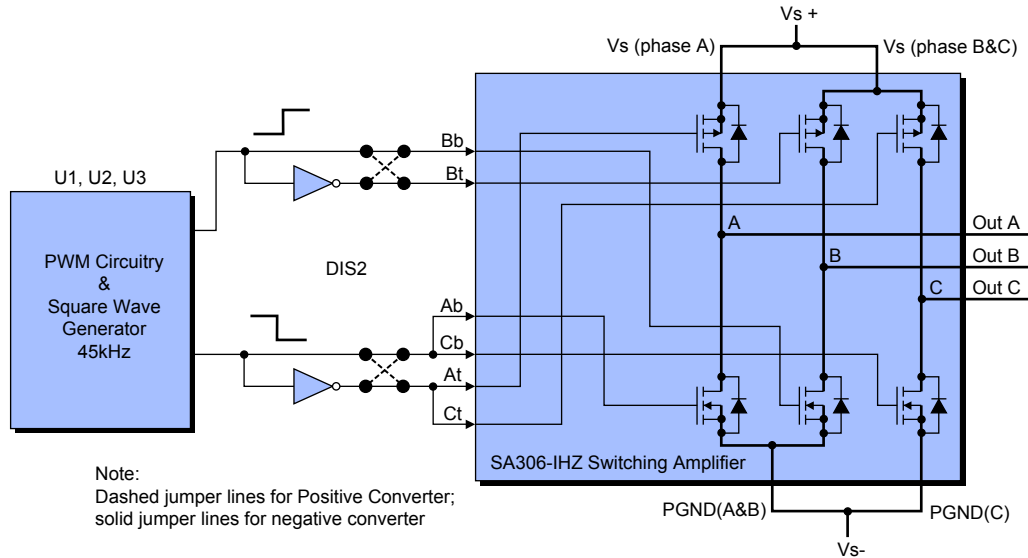 Vs +
Vs (phase A)
Vs (phase B&C)
Bb
Bt
U1, U2, U3
PWM Circuitry
&
Square Wave
Generator
45kHz
DIS2
A
Out A
B
Out B
C
Out C
Ab
Cb
At
Ct
SA306-IHZ Switching Amplifier
Note:
Dashed jumper lines for Positive Converter;
solid jumper lines for negative converter
PGND(A&B)
PGND(C)
Vs-